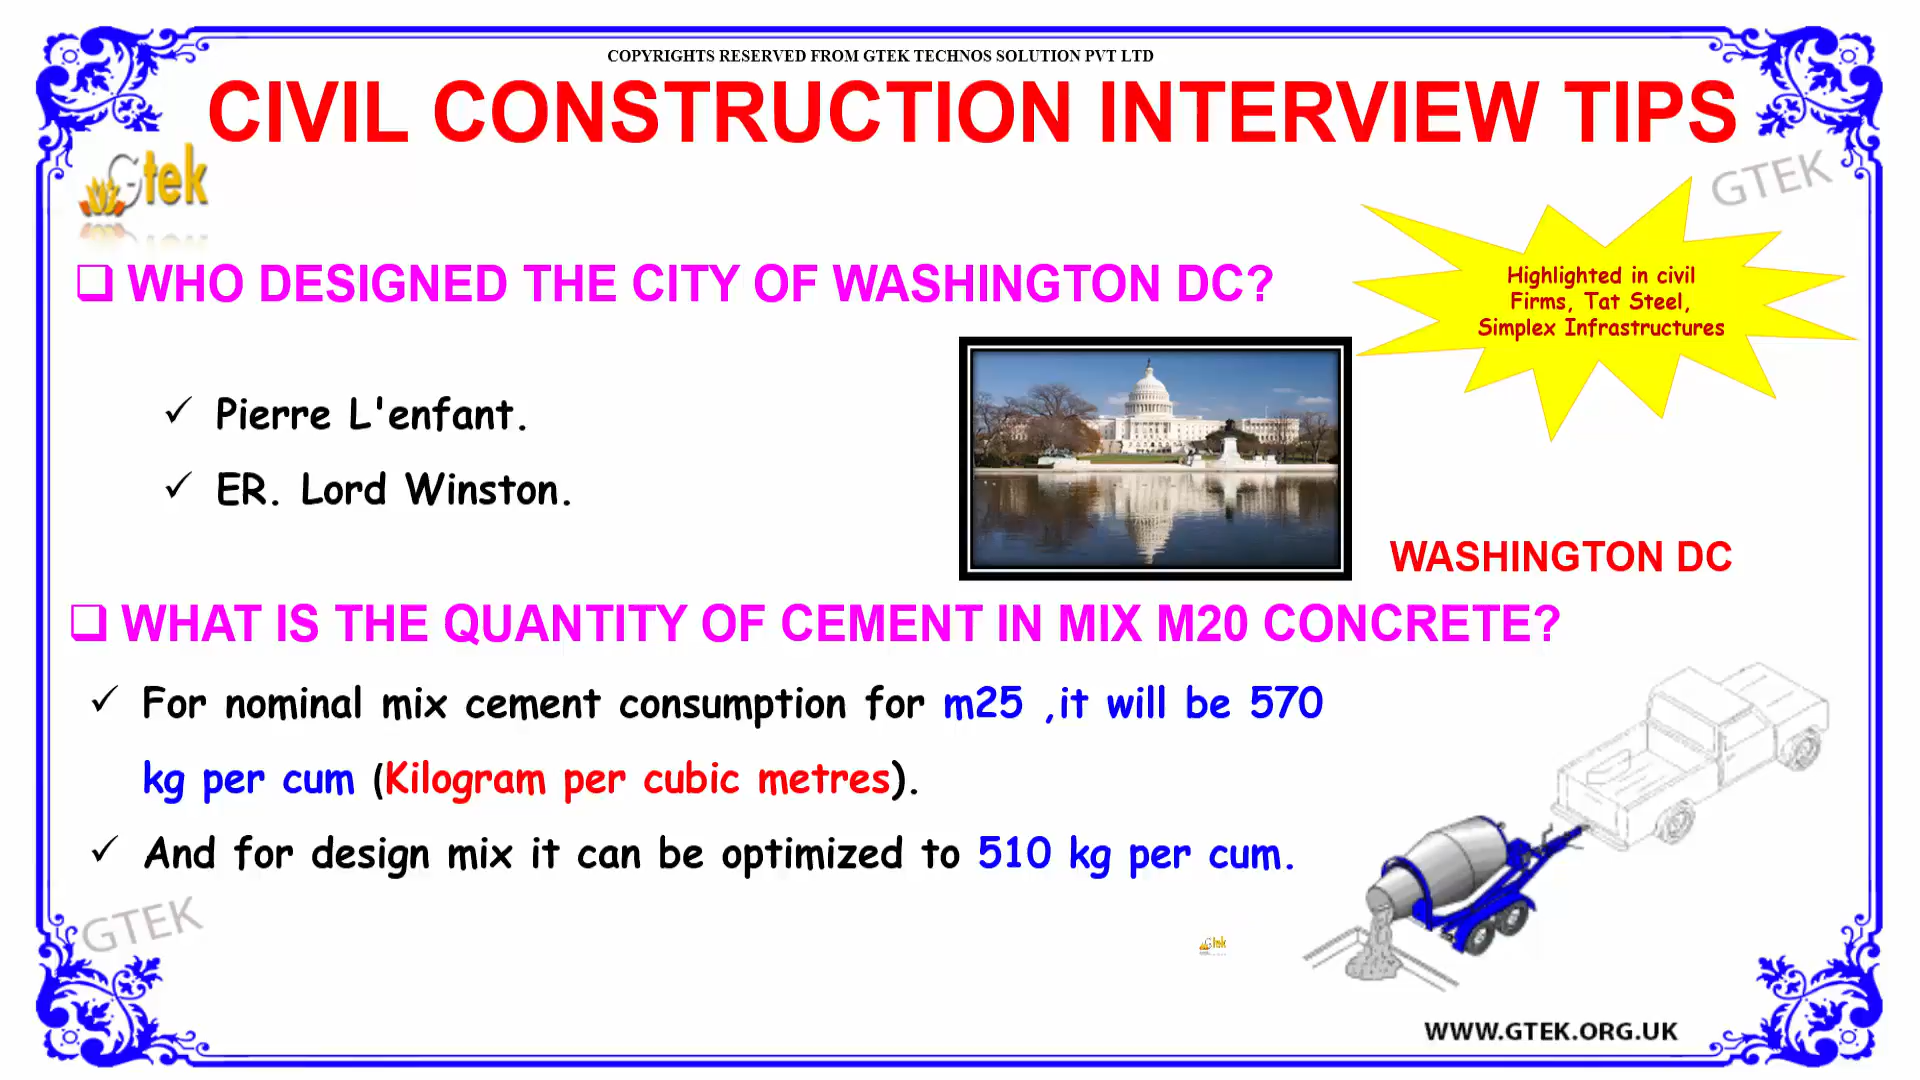 COPYRIGHTS RESERVED FROM GTEK TECHNOS SOLUTION PVT LTD
CIVIL CONSTRUCTION INTERVIEW TIPS
Gtek
GTEK
WHO DESIGNED THE CITY OF WASHINGTON DC?
Highlighted in civil
Firms, Tat Steel,
Simplex Infrastructures
Pierre L'enfant.
ER. Lord Winston.
WASHINGTON DC
WHAT IS THE QUANTITY OF CEMENT IN MIX M20 CONCRETE?
For nominal mix cement consumption for m25 ,it will be 570
kg per cum (Kilogram per cubic metres).
And for design mix it can be optimized to 510 kg per cum.
GTEK
Gtek
WWW.GTEK.ORG.UK